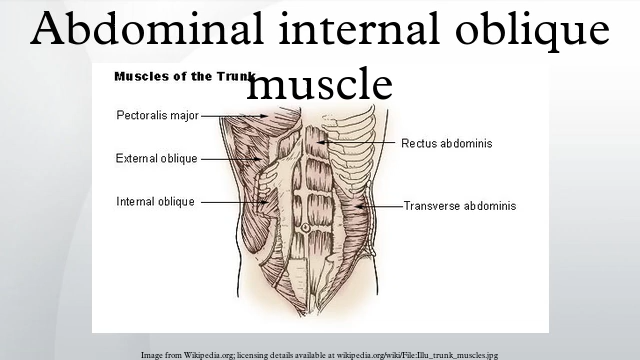 Abdominal internal oblique
muscle
Muscles of the Trunk
Pectoralis major
External oblique
Internal oblique
Rectus abdominis
Transverse abdominis
Image from Wikipedia.org; licensing details available at wikipedia.org/wiki/File:Illu_trunk_muscles.jpg